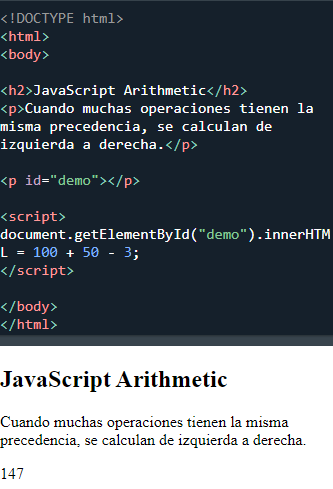 <!DOCTYPE html>
<html>
<body>
<h2>JavaScript Arithmetic</h2>
<p>Cuando muchas operaciones tienen la
misma precedencia, se calculan de
izquierda a derecha.</p>
<p id="demo"></p>
<script>
document.getElementById("demo").innerHTM
L = 100 + 50 - 3;
</script>
</body>
</html>
JavaScript Arithmetic
Cuando muchas operaciones tienen la misma
precedencia, se calculan de izquierda a derecha.
147